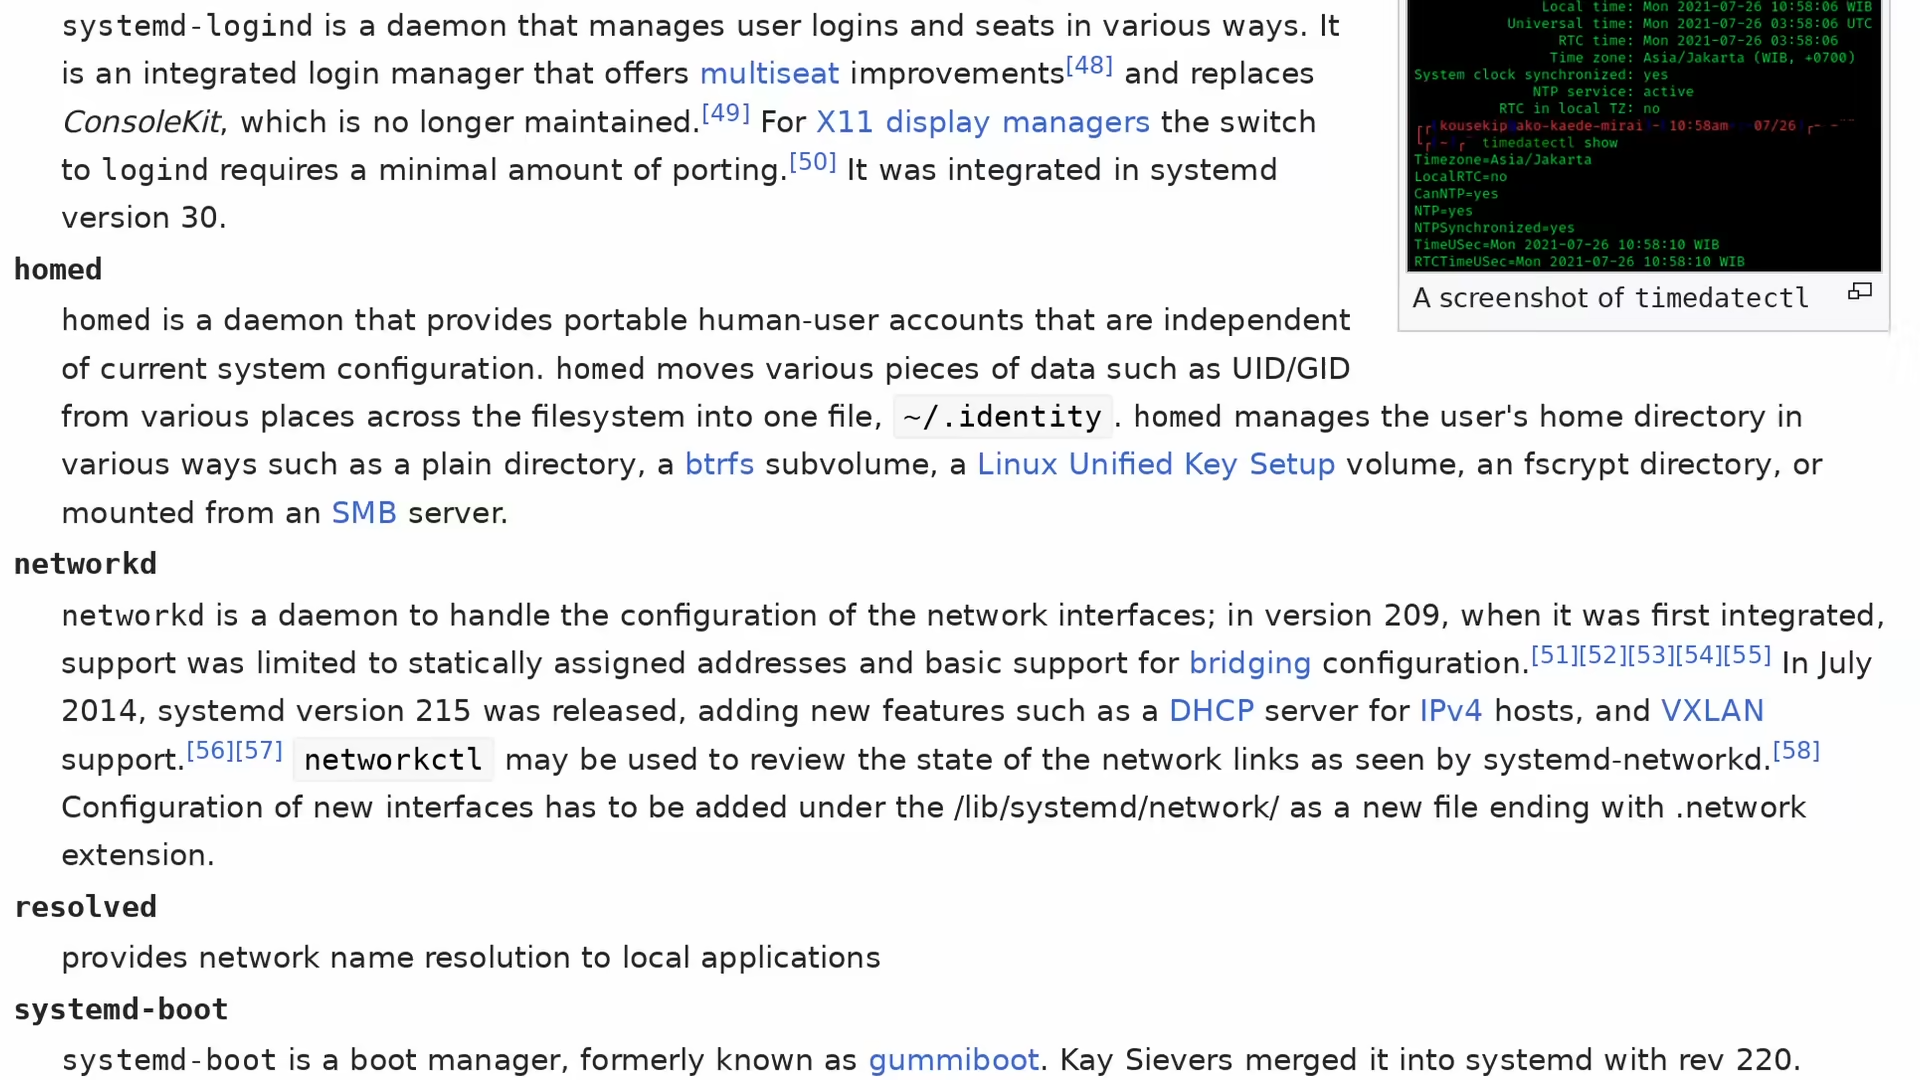 systemd-logind is a daemon that manages user logins and seats in various ways. It
is an integrated login manager that offers multiseat improvements[48] and replaces
ConsoleKit, which is no longer maintained.[49] For X11 display managers the switch
to logind requires a minimal amount of porting.[50] It was integrated in systemd
version 30.
Local time: Mon 2021-07-26 10:58:06 WIB
Universal time: Mon 2021-07-26 03:58:06 UTC
RTC time: Mon 2021-07-26 03:58:06
Time zone: Asia/Jakarta (WIB, +0700)
System clock synchronized: yes
NTP service: active
RTC in local TZ: no
kousekip ako-kaede-mirai - 10:58am 07/26
~ timedatectl show
Timezone=Asia/Jakarta
LocalRTC=no
CanNTP=yes
NTP=yes
NTPSynchronized=yes
TimeUSec=Mon 2021-07-26 10:58:10 WIB
RTCTimeUSec=Mon 2021-07-26 10:58:10 WIB
A screenshot of timedatectl
homed
homed is a daemon that provides portable human-user accounts that are independent
of current system configuration. homed moves various pieces of data such as UID/GID
from various places across the filesystem into one file, ~/.identity. homed manages the user's home directory in
various ways such as a plain directory, a btrfs subvolume, a Linux Unified Key Setup volume, an fscrypt directory, or
mounted from an SMB server.
networkd
networkd is a daemon to handle the configuration of the network interfaces; in version 209, when it was first integrated,
support was limited to statically assigned addresses and basic support for bridging configuration.[51][52][53][54][55] In July
2014, systemd version 215 was released, adding new features such as a DHCP server for IPv4 hosts, and VXLAN
support.[56][57] networkctl may be used to review the state of the network links as seen by systemd-networkd.[58]
Configuration of new interfaces has to be added under the /lib/systemd/network/ as a new file ending with .network
extension.
resolved
provides network name resolution to local applications
systemd-boot
systemd-boot is a boot manager, formerly known as gummiboot. Kay Sievers merged it into systemd with rev 220.